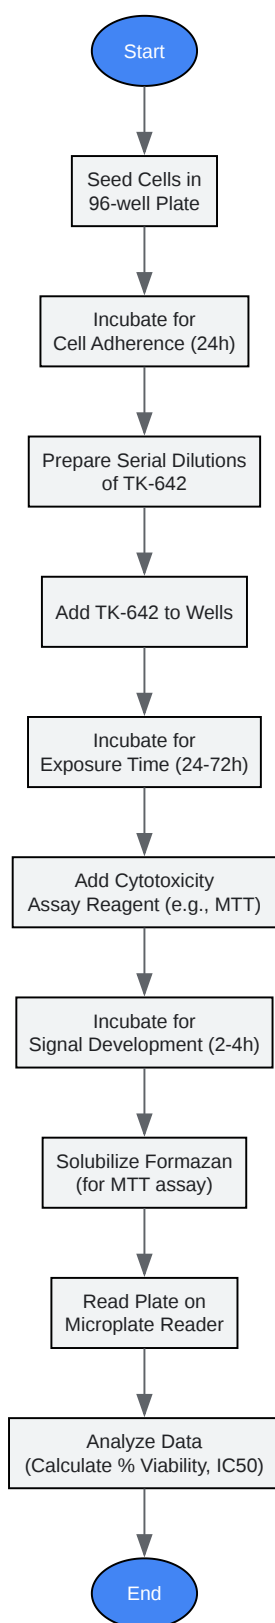 Start
Seed Cells in
96-well Plate
Incubate for
Cell Adherence (24h)
Prepare Serial Dilutions
of TK-642
Add TK-642 to Wells
Incubate for
Exposure Time (24-72h)
Add Cytotoxicity
Assay Reagent (e.g., MTT)
Incubate for
Signal Development (2-4h)
Solubilize Formazan
(for MTT assay)
Read Plate on
Microplate Reader
Analyze Data
(Calculate % Viability, IC50)
End